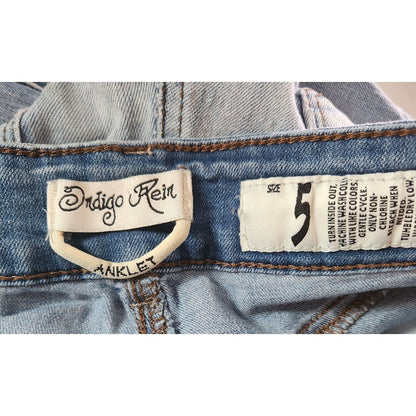 Indigo Rein
ANKLET
SIZE
5
TURN INSIDE OUT.
MACHINE WASH COLD
W/ LIKE COLORS.
GENTLE CYCLE.
ONLY NON-
CHLORINE
BLEACH WHEN
NEEDED.
TUMBLE DRY LOW.